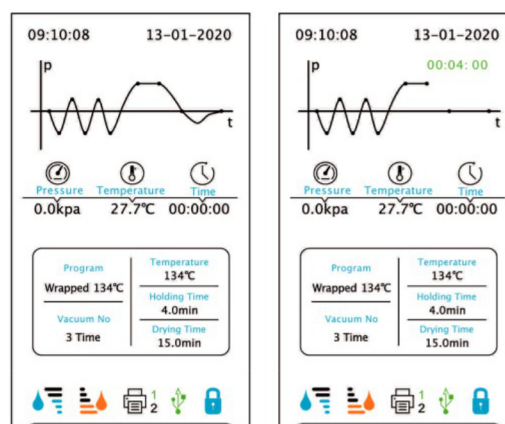 09:10:08 13-01-2020
p
t
Pressure Temperature Time
0.0kpa 27.7℃ 00:00:00
Program
Wrapped 134℃
Vacuum No
3 Time
Temperature
134℃
Holding Time
4.0min
Drying Time
15.0min
1
2
09:10:08 13-01-2020
p
00:04: 00
t
Pressure Temperature Time
0.0kpa 27.7℃ 00:00:00
Program
Wrapped 134℃
Vacuum No
3 Time
Temperature
134℃
Holding Time
4.0min
Drying Time
15.0min
1
2